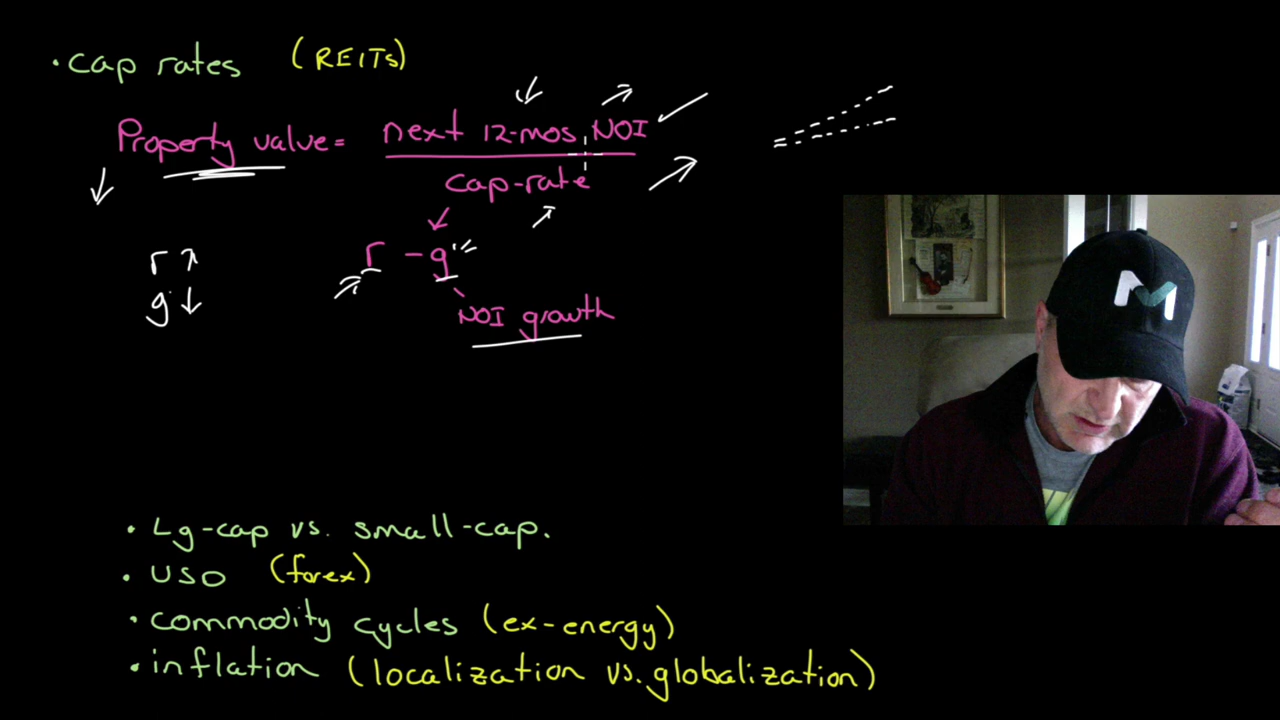 • cap rates (REITs)
Property value = next 12-mos NOI
cap-rate
r - g
r ↑
g ↓
NOI growth
• Lg-cap vs. small-cap.
• USD (forex)
• commodity cycles (ex-energy)
• inflation (localization vs. globalization)
M